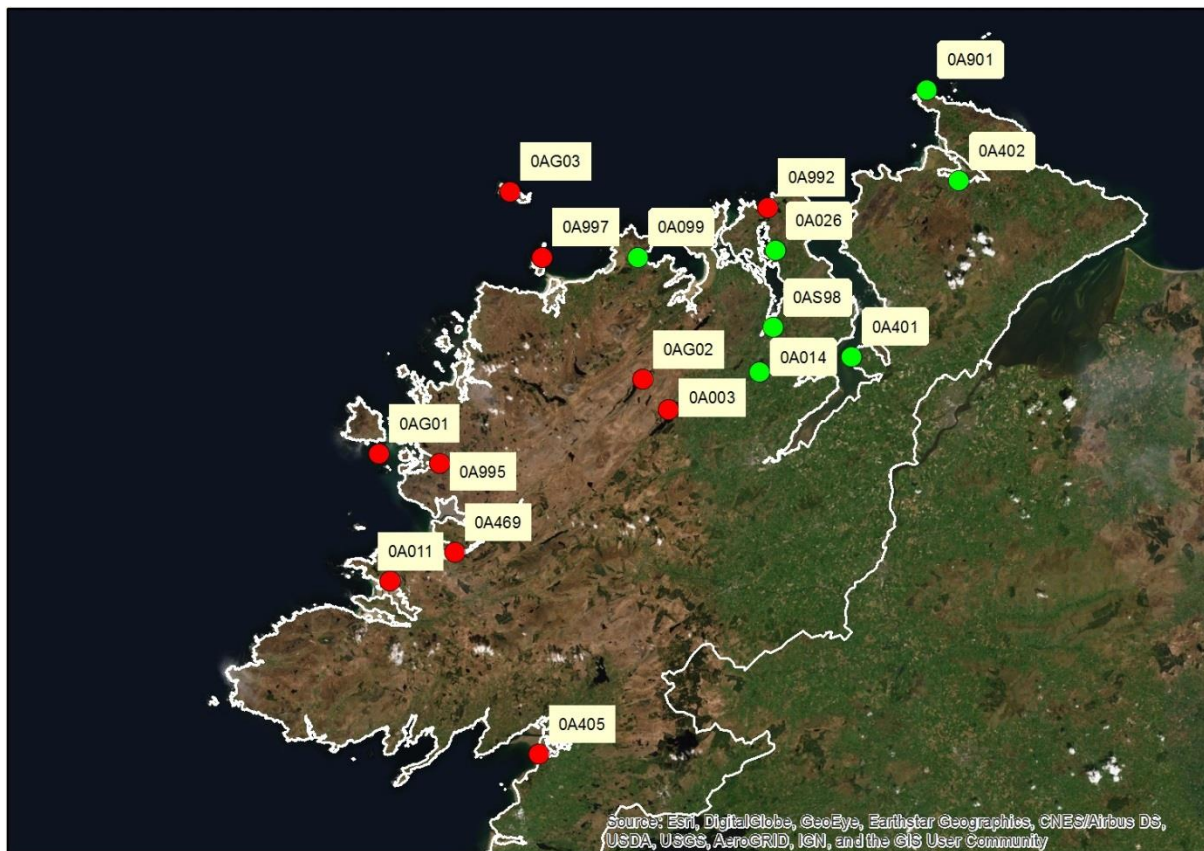 0A901
0A402
0AG03
0A992
0A997
0A099
0A026
0AS98
0A401
0AG02
0A014
0A003
0AG01
0A995
0A469
0A011
0A405
Source: Esri, DigitalGlobe, GeoEye, Earthstar Geographics, CNES/Airbus DS,
USDA, USGS, AeroGRID, IGN, and the GIS User Community